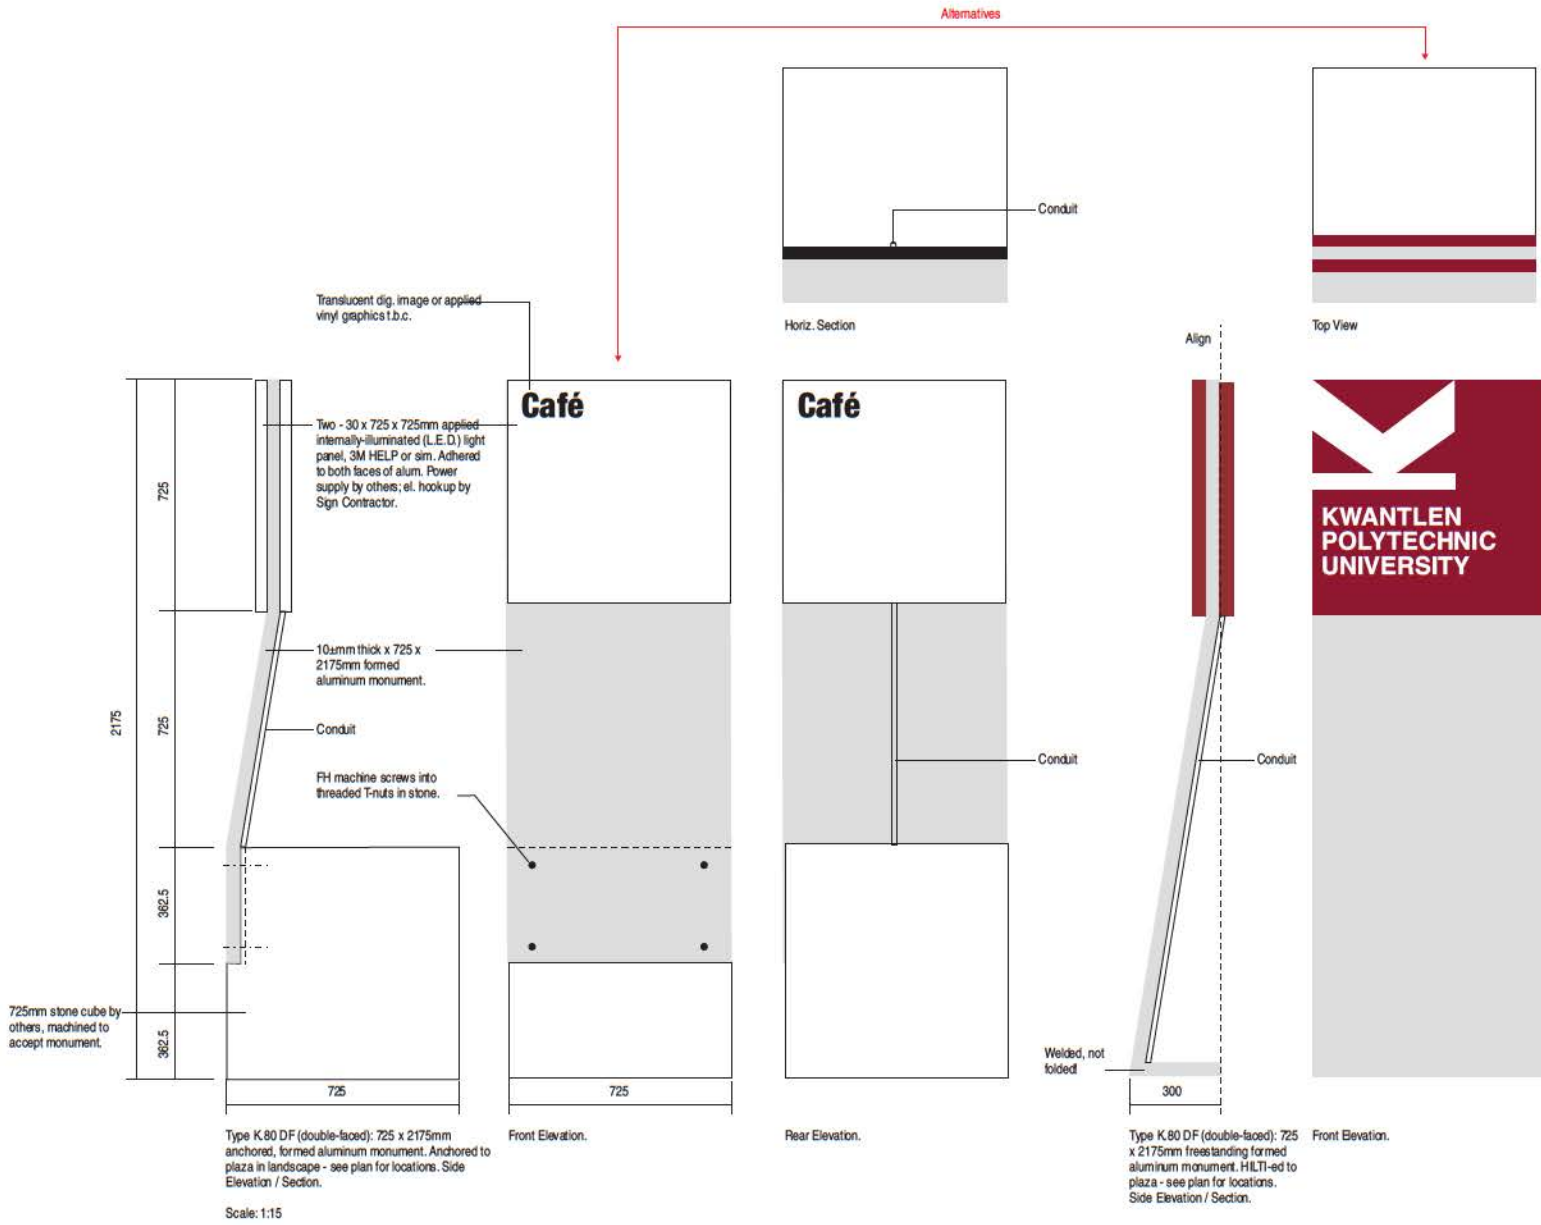 Alternatives
Conduit
Translucent dig. image or applied
vinyl graphics t.b.c.
Horiz. Section
Top View
Align
Café
Café
Two - 30 x 725 x 725mm applied
internally-illuminated (L.E.D.) light
panel, 3M HELP or sim. Adhered
to both faces of alum. Power
supply by others; el. hookup by
Sign Contractor.
725
KWANTLEN
POLYTECHNIC
UNIVERSITY
10±mm thick x 725 x
2175mm formed
aluminum monument.
2175
725
Conduit
Conduit
Conduit
FH machine screws into
threaded T-nuts in stone.
362.5
725mm stone cube by
others, machined to
accept monument.
362.5
Welded, not
folded!
725
725
300
Type K.80 DF (double-faced): 725 x 2175mm
anchored, formed aluminum monument. Anchored to
plaza in landscape - see plan for locations. Side
Elevation / Section.
Scale: 1:15
Front Elevation.
Rear Elevation.
Type K.80 DF (double-faced): 725
x 2175mm freestanding formed
aluminum monument. HILTI-ed to
plaza - see plan for locations.
Side Elevation / Section.
Front Elevation.